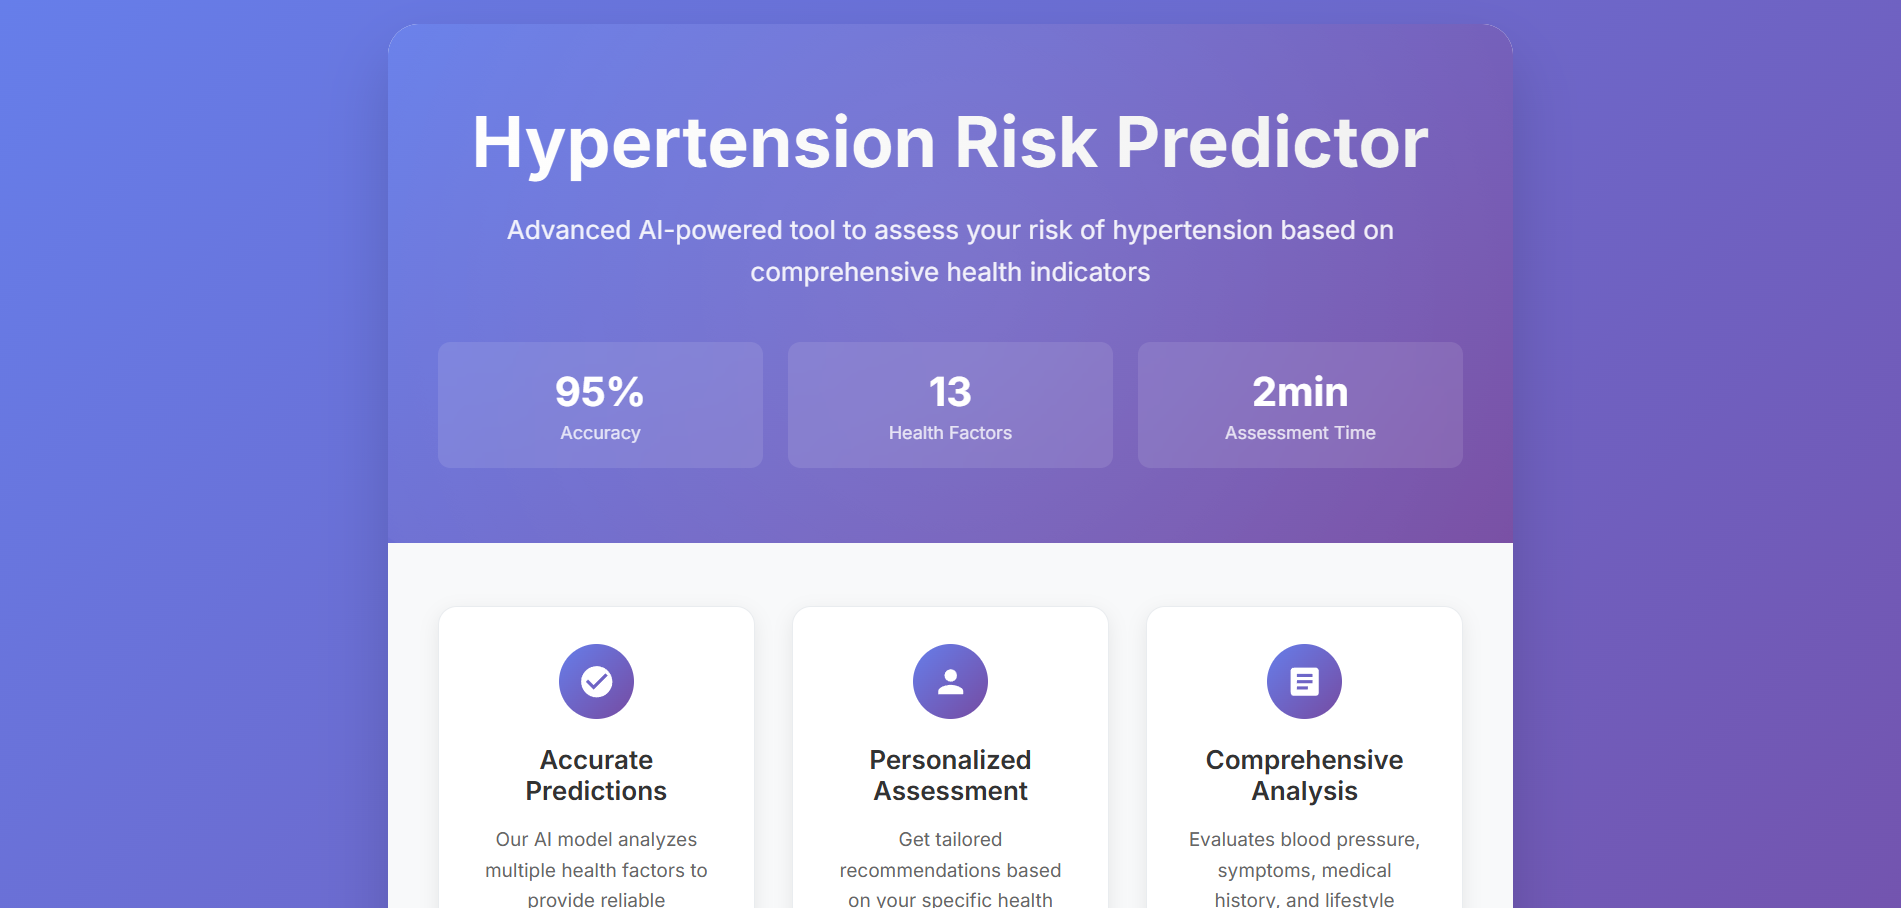 Hypertension Risk Predictor
Advanced AI-powered tool to assess your risk of hypertension based on
comprehensive health indicators
95%
Accuracy
13
Health Factors
2min
Assessment Time
Accurate
Predictions
Our AI model analyzes
multiple health factors to
provide reliable
Personalized
Assessment
Get tailored
recommendations based
on your specific health
Comprehensive
Analysis
Evaluates blood pressure,
symptoms, medical
history, and lifestyle